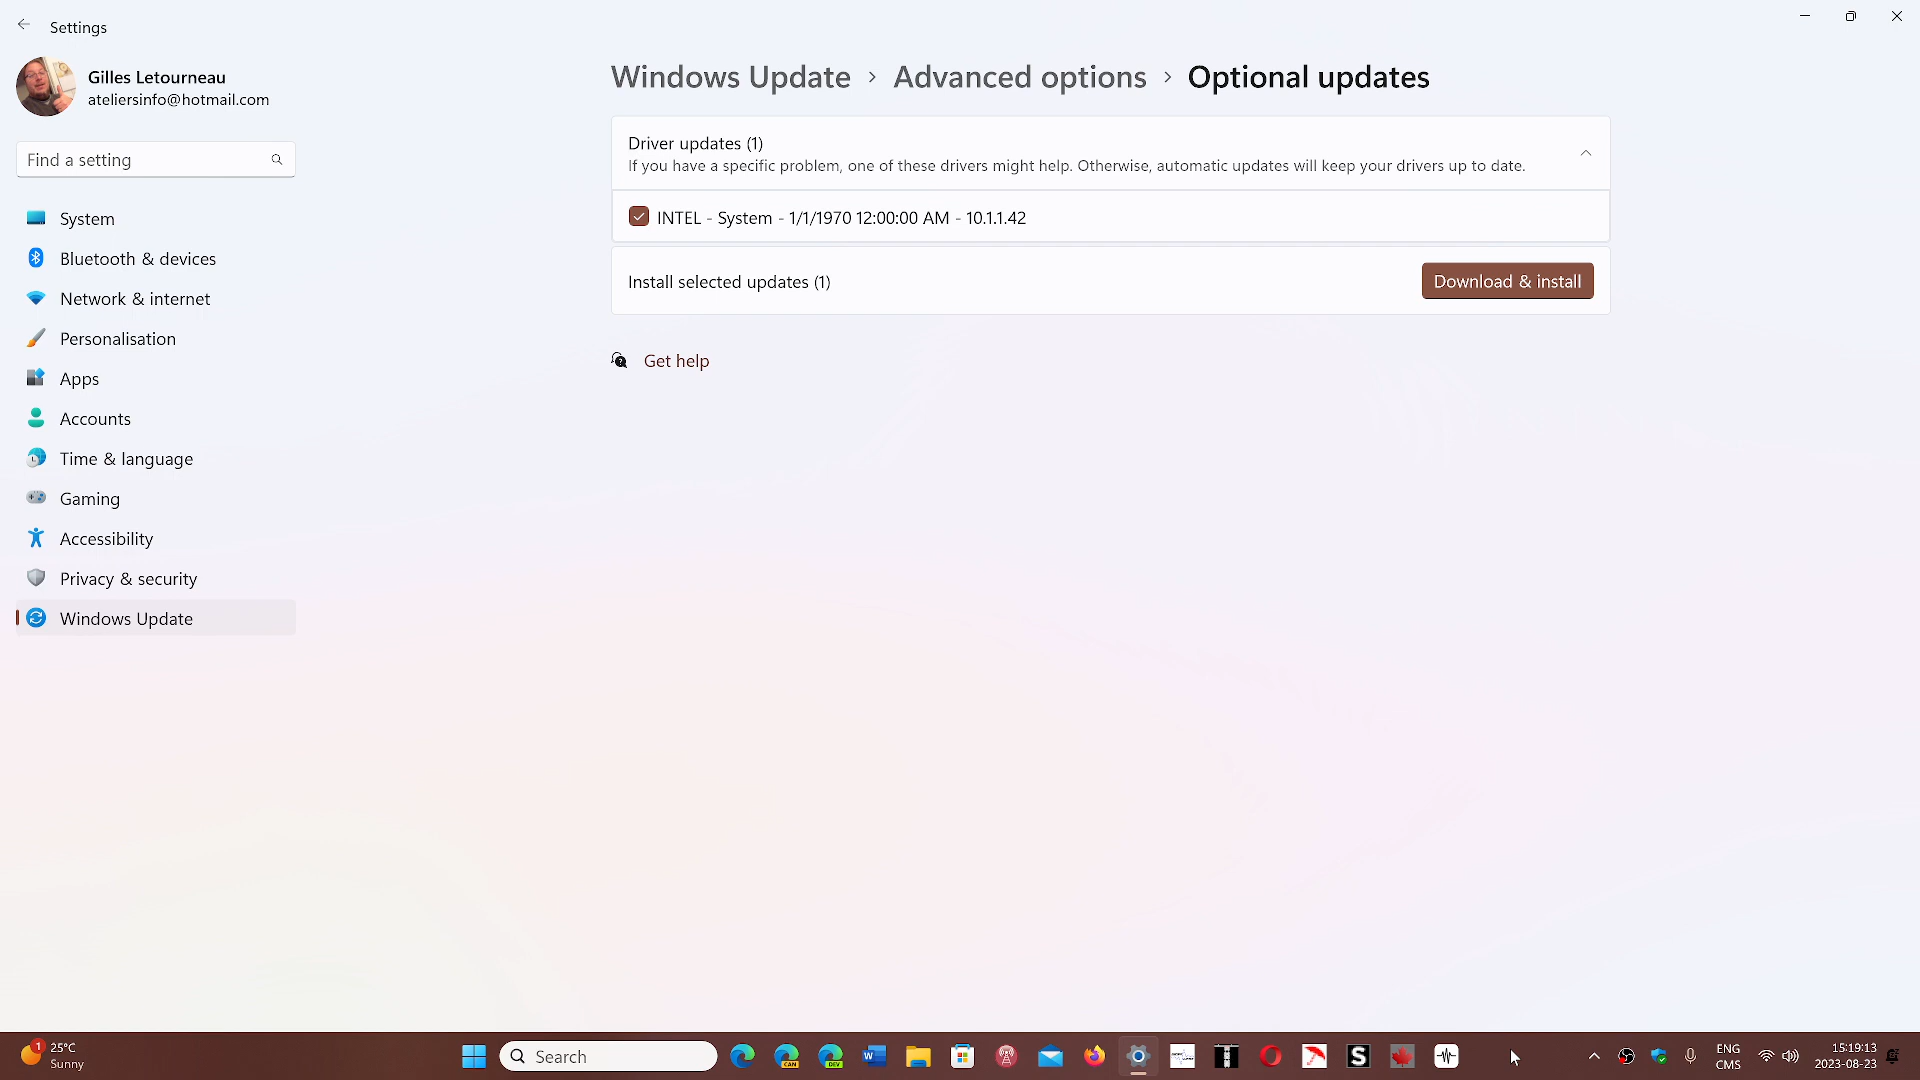 Settings
Gilles Letourneau
ateliersinfo@hotmail.com
Find a setting
System
Bluetooth & devices
Network & internet
Personalisation
Apps
Accounts
Time & language
Gaming
Accessibility
Privacy & security
Windows Update
Windows Update > Advanced options > Optional updates
Driver updates (1)
If you have a specific problem, one of these drivers might help. Otherwise, automatic updates will keep your drivers up to date.
INTEL - System - 1/1/1970 12:00:00 AM - 10.1.1.42
Install selected updates (1)
Download & install
Get help
1
25°C
Sunny
Search
CAN
DEV
W
S
ENG
CMS
15:19:13
2023-08-23